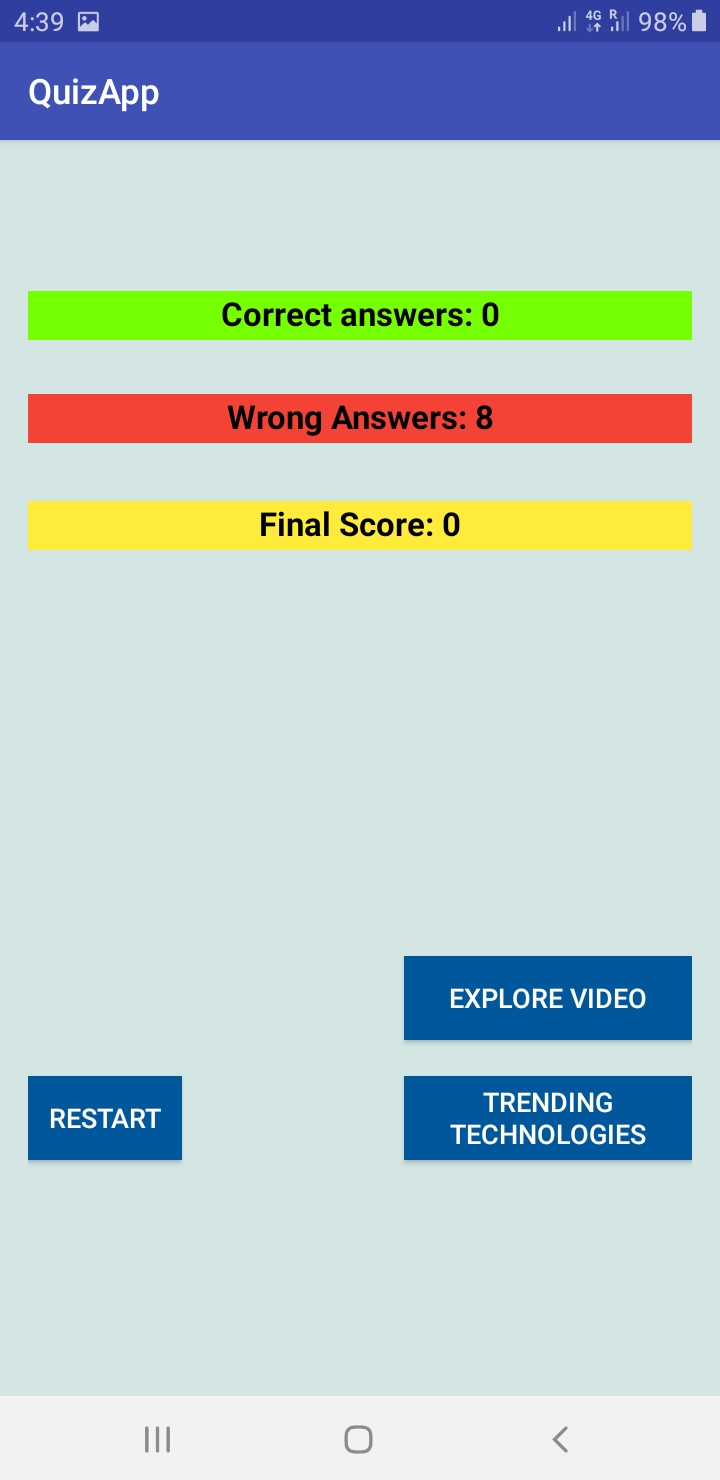 4:39 4G R 98%
QuizApp
Correct answers: 0
Wrong Answers: 8
Final Score: 0
EXPLORE VIDEO
RESTART
TRENDING
TECHNOLOGIES